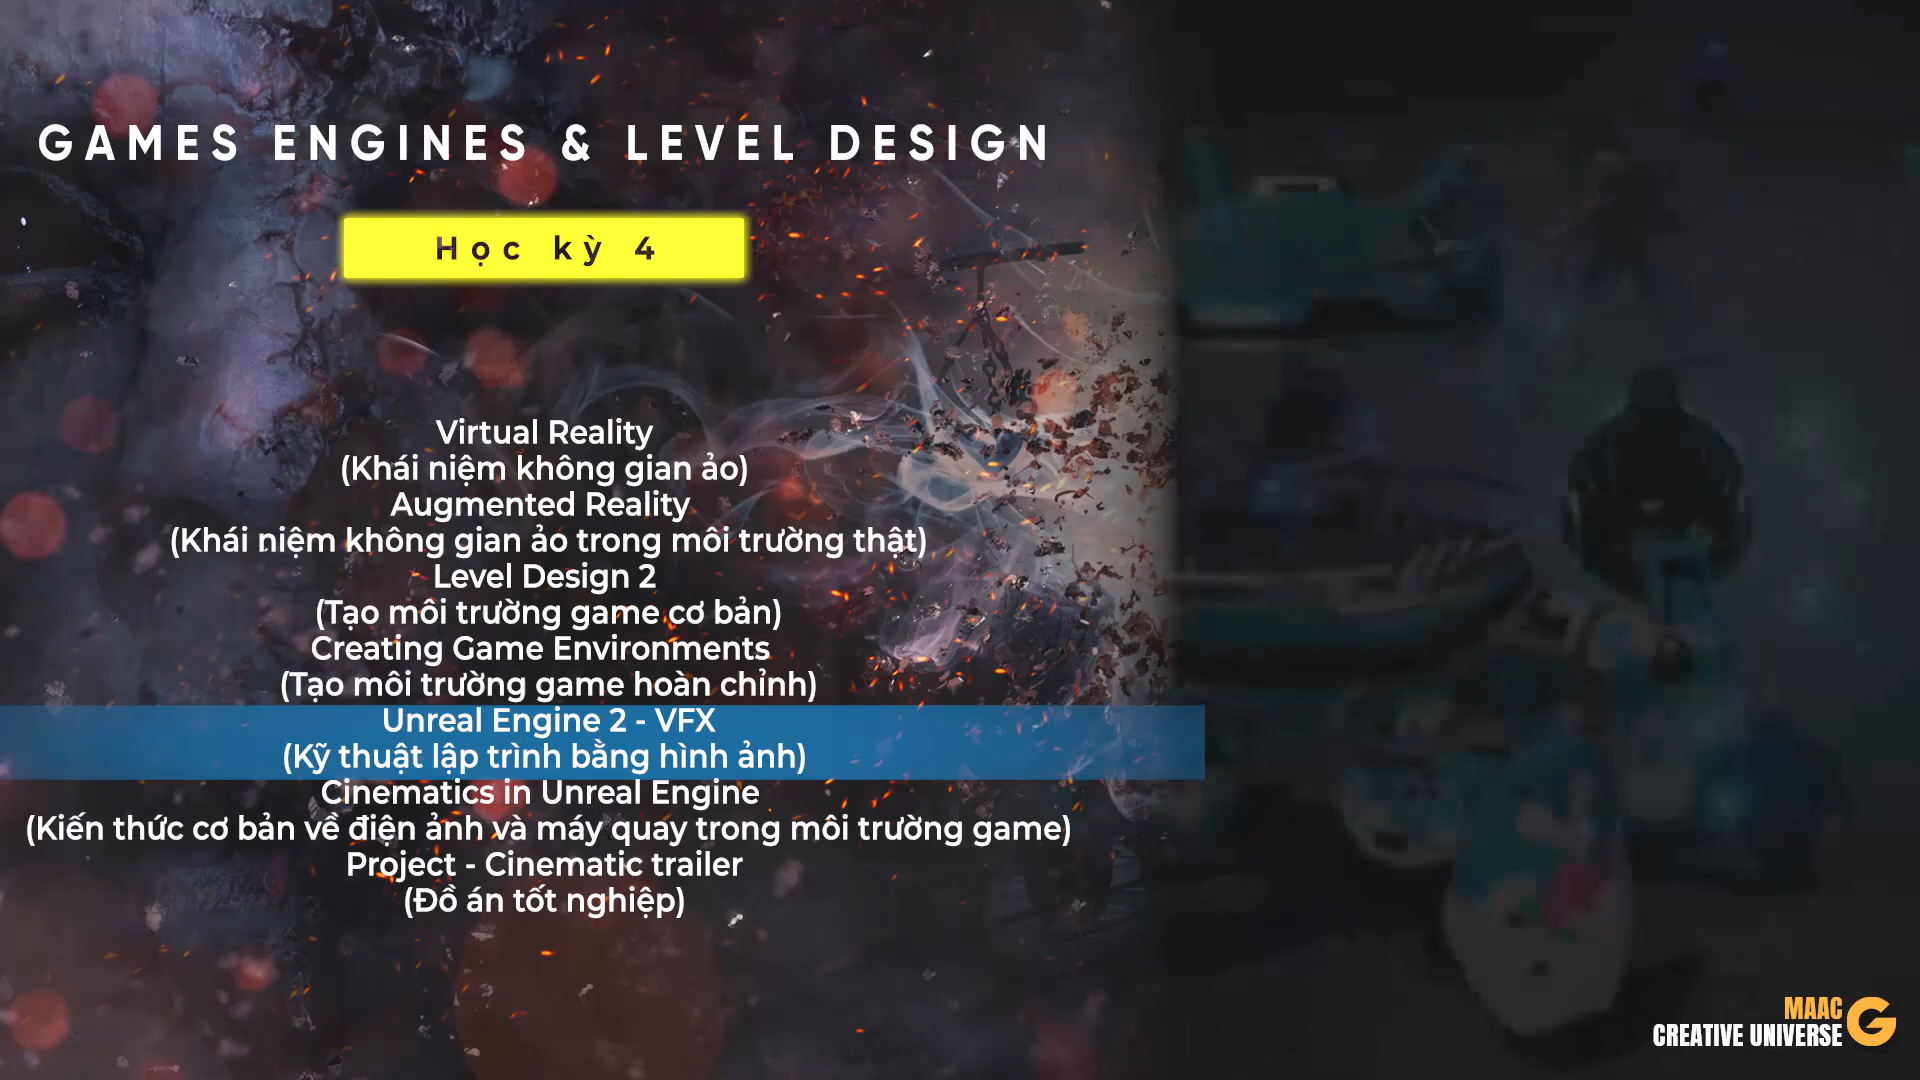 GAMES ENGINES & LEVEL DESIGN
Học kỳ 4
Virtual Reality
(Khái niệm không gian ảo)
Augmented Reality
(Khái niệm không gian ảo trong môi trường thật)
Level Design 2
(Tạo môi trường game cơ bản)
Creating Game Environments
(Tạo môi trường game hoàn chỉnh)
Unreal Engine 2 - VFX
(Kỹ thuật lập trình bằng hình ảnh)
Cinematics in Unreal Engine
(Kiến thức cơ bản về điện ảnh và máy quay trong môi trường game)
Project - Cinematic trailer
(Đồ án tốt nghiệp)
MAAC
CREATIVE UNIVERSE